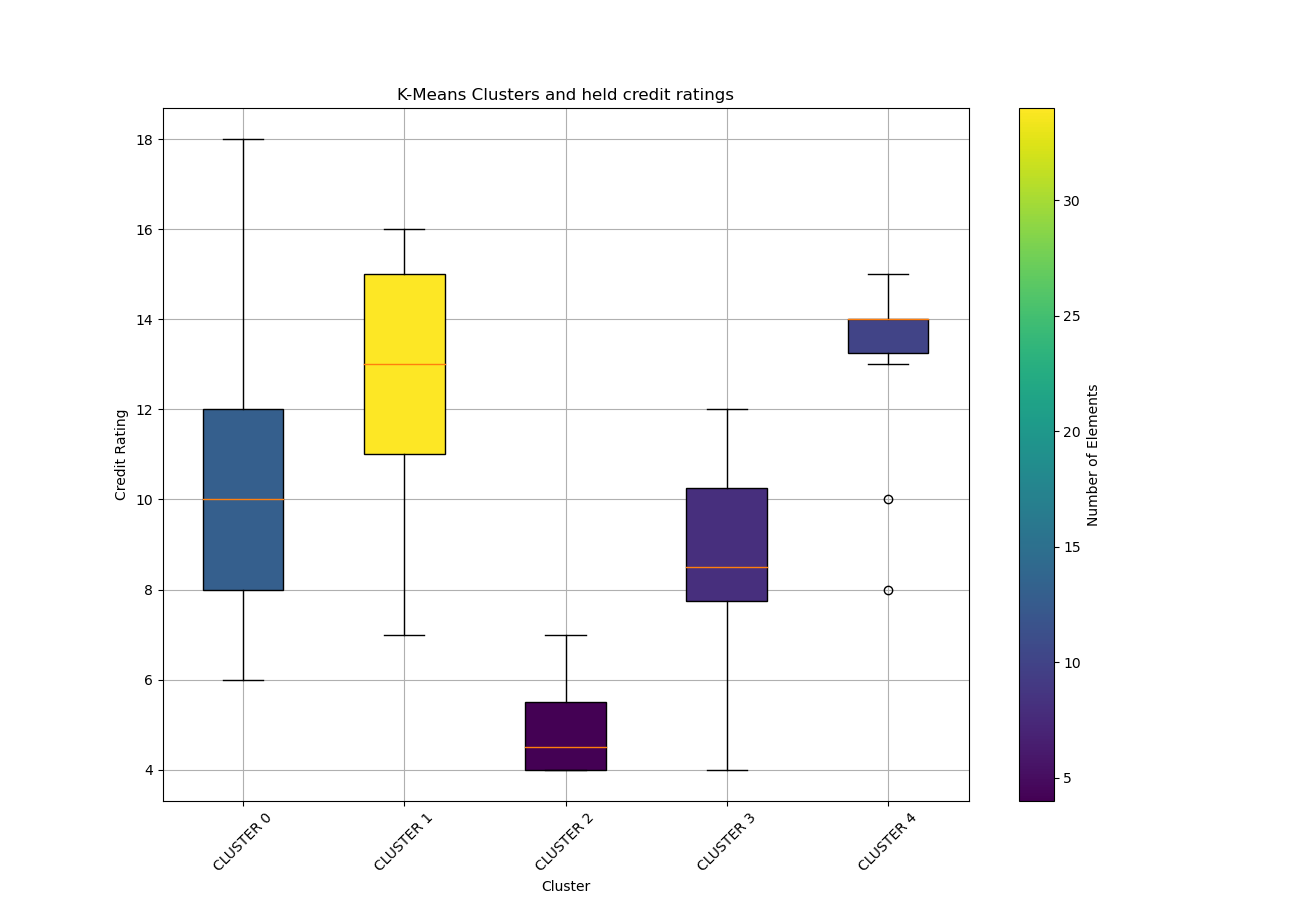 K-Means Clusters and held credit ratings
18
16
14
12
10
8
6
4
Credit Rating
CLUSTER 0
CLUSTER 1
CLUSTER 2
CLUSTER 3
CLUSTER 4
Cluster
30
25
20
15
10
5
Number of Elements